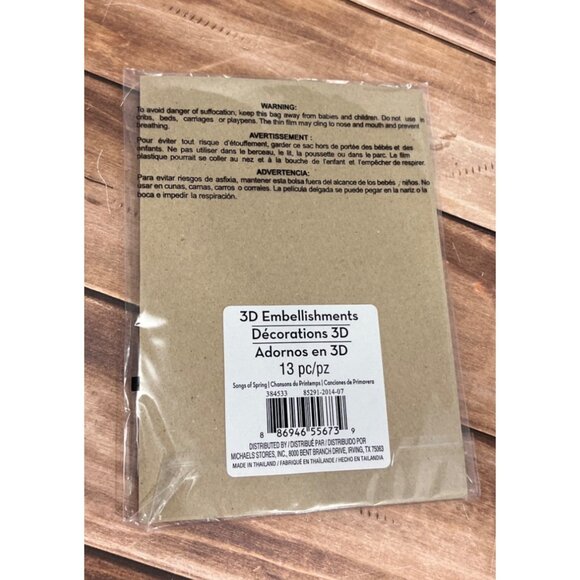 WARNING:
To avoid danger of suffocation, keep this bag away from babies and children. Do not use in
cribs, beds, carriages or playpens. The thin film may cling to nose and mouth and prevent
breathing.
AVERTISSEMENT :
Pour éviter tout risque d'étouffement, garder ce sac hors de portée des bébés et des
enfants. Ne pas utiliser dans le berceau, le lit, la poussette ou dans le parc. Le film
plastique pourrait se coller au nez et à la bouche de l'enfant et l'empêcher de respirer.
ADVERTENCIA:
Para evitar riesgos de asfixia, mantener esta bolsa fuera del alcance de los bebés , niños. No
usar en cunas, camas, carros o corrales. La película delgada se puede pegar en la nariz o la
boca e impedir la respiración.
3D Embellishments
Décorations 3D
Adornos en 3D
13 pc/pz
Songs of Spring | Chansons du Printemps | Canciones de Primavera
384533 85291-2014-07
8 86946 55673 9
DISTRIBUTED BY / DISTRIBUÉ PAR / DISTRIBUIDO POR
MICHAELS STORES, INC., 8000 BENT BRANCH DRIVE, IRVING, TX 75063
MADE IN THAILAND / FABRIQUÉ EN THAÏLANDE / HECHO EN TAILANDIA